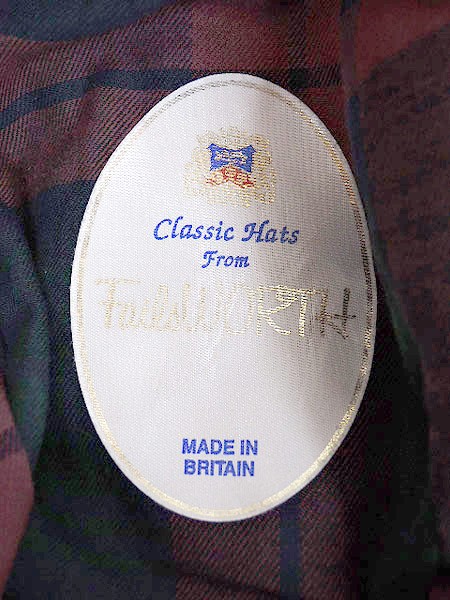 Classic Hats
From
FailsWORTH
MADE IN
BRITAIN